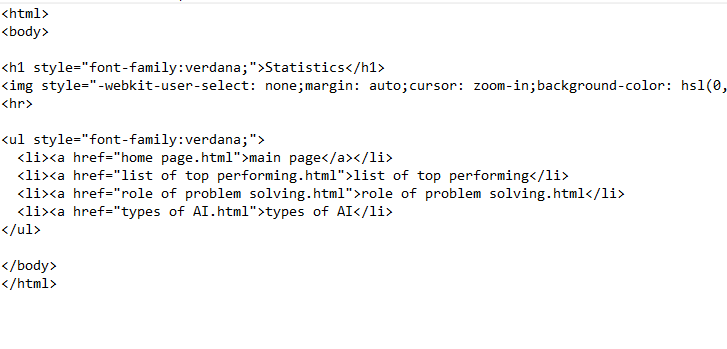 <html>
<body>
<h1 style="font-family:verdana;">Statistics</h1>
<img style="-webkit-user-select: none;margin: auto;cursor: zoom-in;background-color: hsl(0,
<hr>
<ul style="font-family:verdana;">
<li><a href="home page.html">main page</a></li>
<li><a href="list of top performing.html">list of top performing</li>
<li><a href="role of problem solving.html">role of problem solving.html</li>
<li><a href="types of AI.html">types of AI</li>
</ul>
</body>
</html>